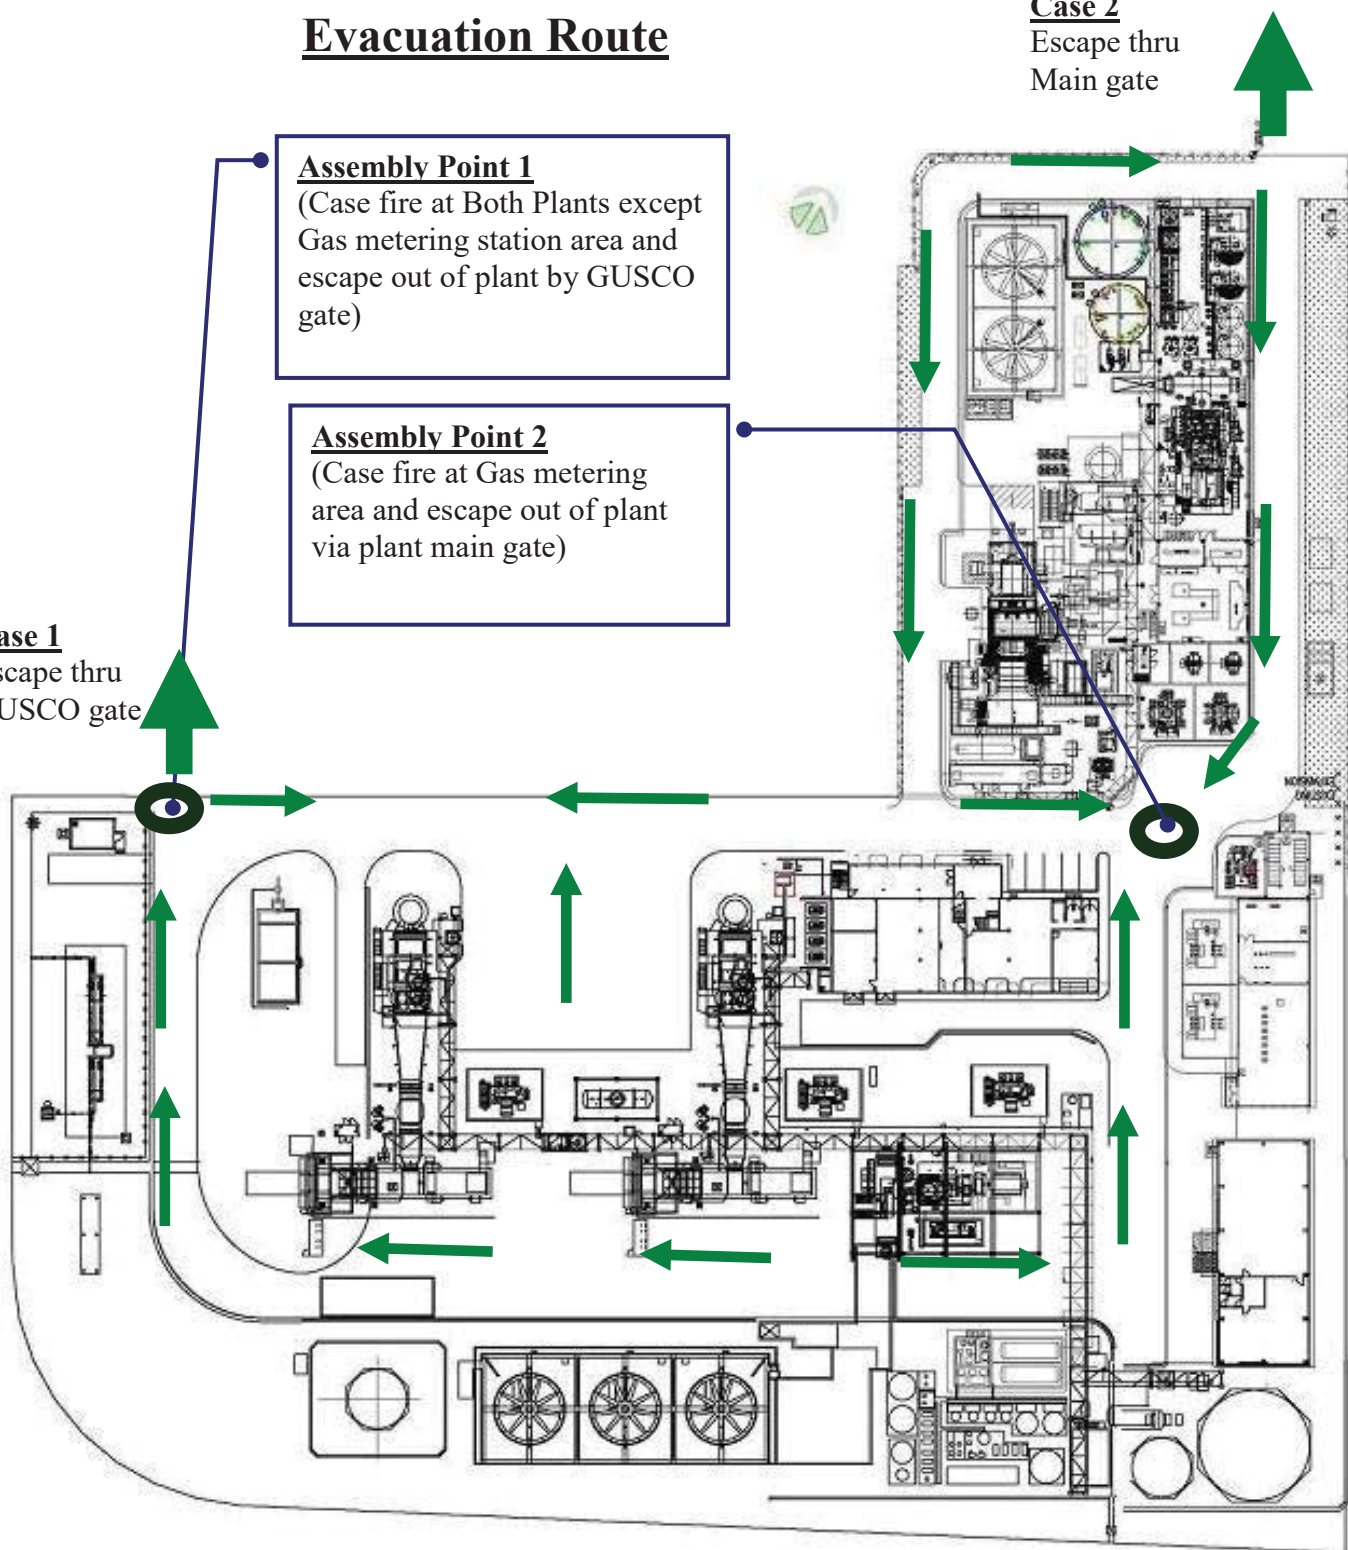 Evacuation Route
Case 2
Escape thru
Main gate
Assembly Point 1
(Case fire at Both Plants except
Gas metering station area and
escape out of plant by GUSCO
gate)
Assembly Point 2
(Case fire at Gas metering
area and escape out of plant
via plant main gate)
ase 1
scape thru
USCO gate
EXPANSION
EXISTING